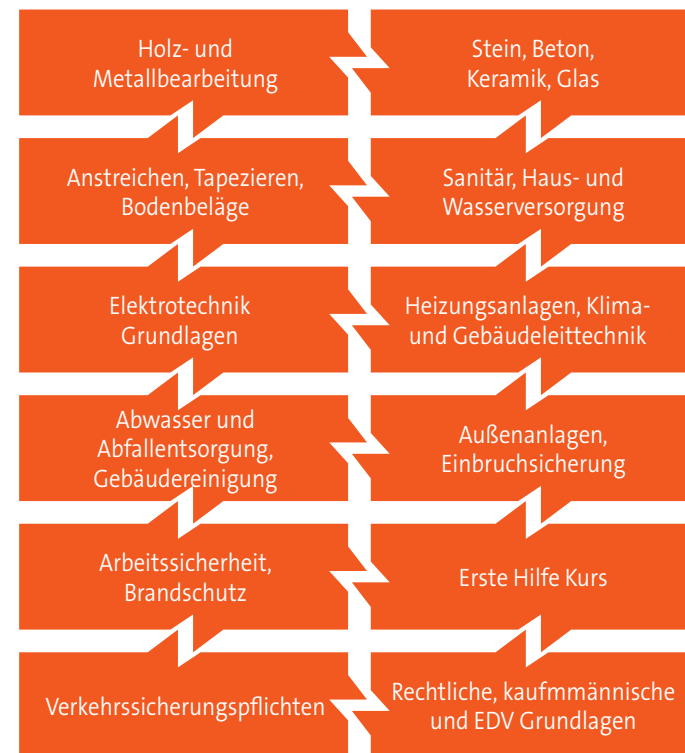 Holz- und
Metallbearbeitung
Stein, Beton,
Keramik, Glas
Anstreichen, Tapezieren,
Bodenbeläge
Sanitär, Haus- und
Wasserversorgung
Elektrotechnik
Grundlagen
Heizungsanlagen, Klima-
und Gebäudeleittechnik
Abwasser und
Abfallentsorgung,
Gebäudereinigung
Außenanlagen,
Einbruchsicherung
Arbeitssicherheit,
Brandschutz
Erste Hilfe Kurs
Verkehrssicherungspflichten
Rechtliche, kaufmmännische
und EDV Grundlagen